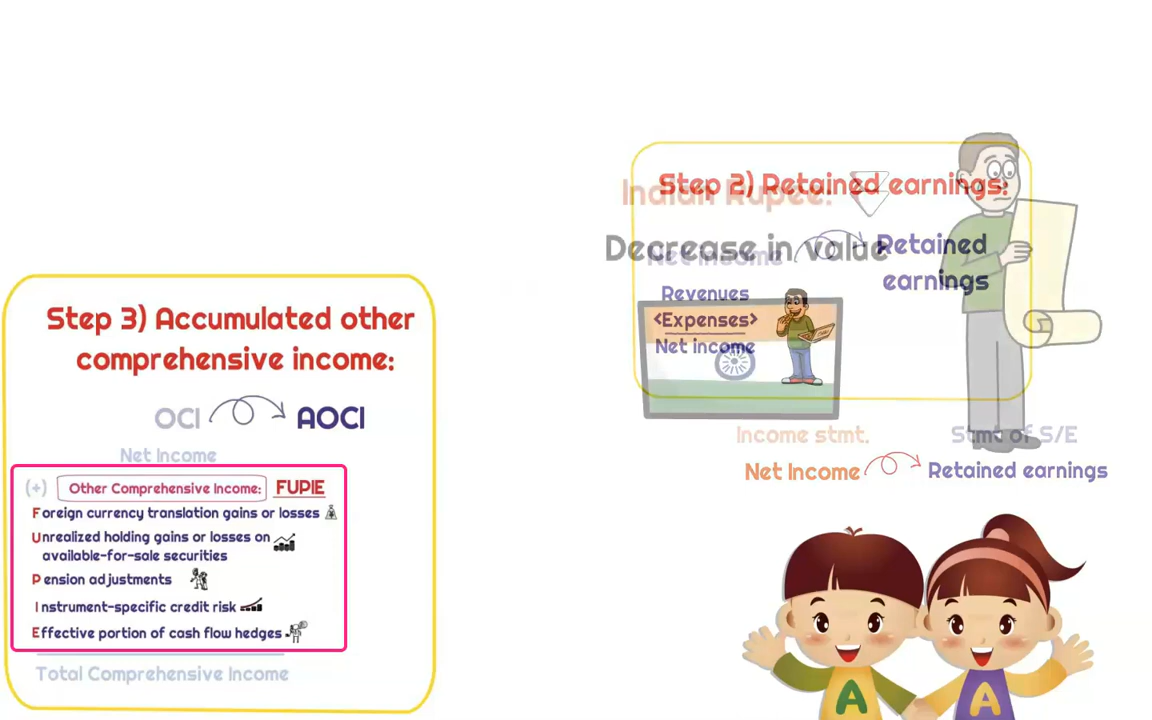 Step 3) Accumulated other
comprehensive income:
OCI AOCI
Net Income
(+) Other Comprehensive Income: FUPIE
Foreign currency translation gains or losses
Unrealized holding gains or losses on
available-for-sale securities
Pension adjustments
Instrument-specific credit risk
Effective portion of cash flow hedges
Total Comprehensive Income
Step 2) Retained earnings:
Indian Rupee:
Decrease in value
Net income Retained
earnings
Revenues
<Expenses>
Net income
Income stmt. Stmt of S/E
Net Income Retained earnings
A A